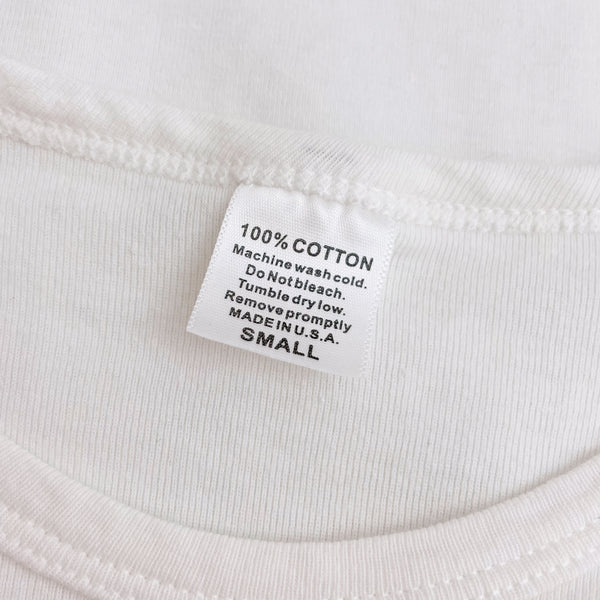 100% COTTON
Machine wash cold.
Do Not bleach.
Tumble dry low.
Remove promptly
MADE IN U.S.A.
SMALL